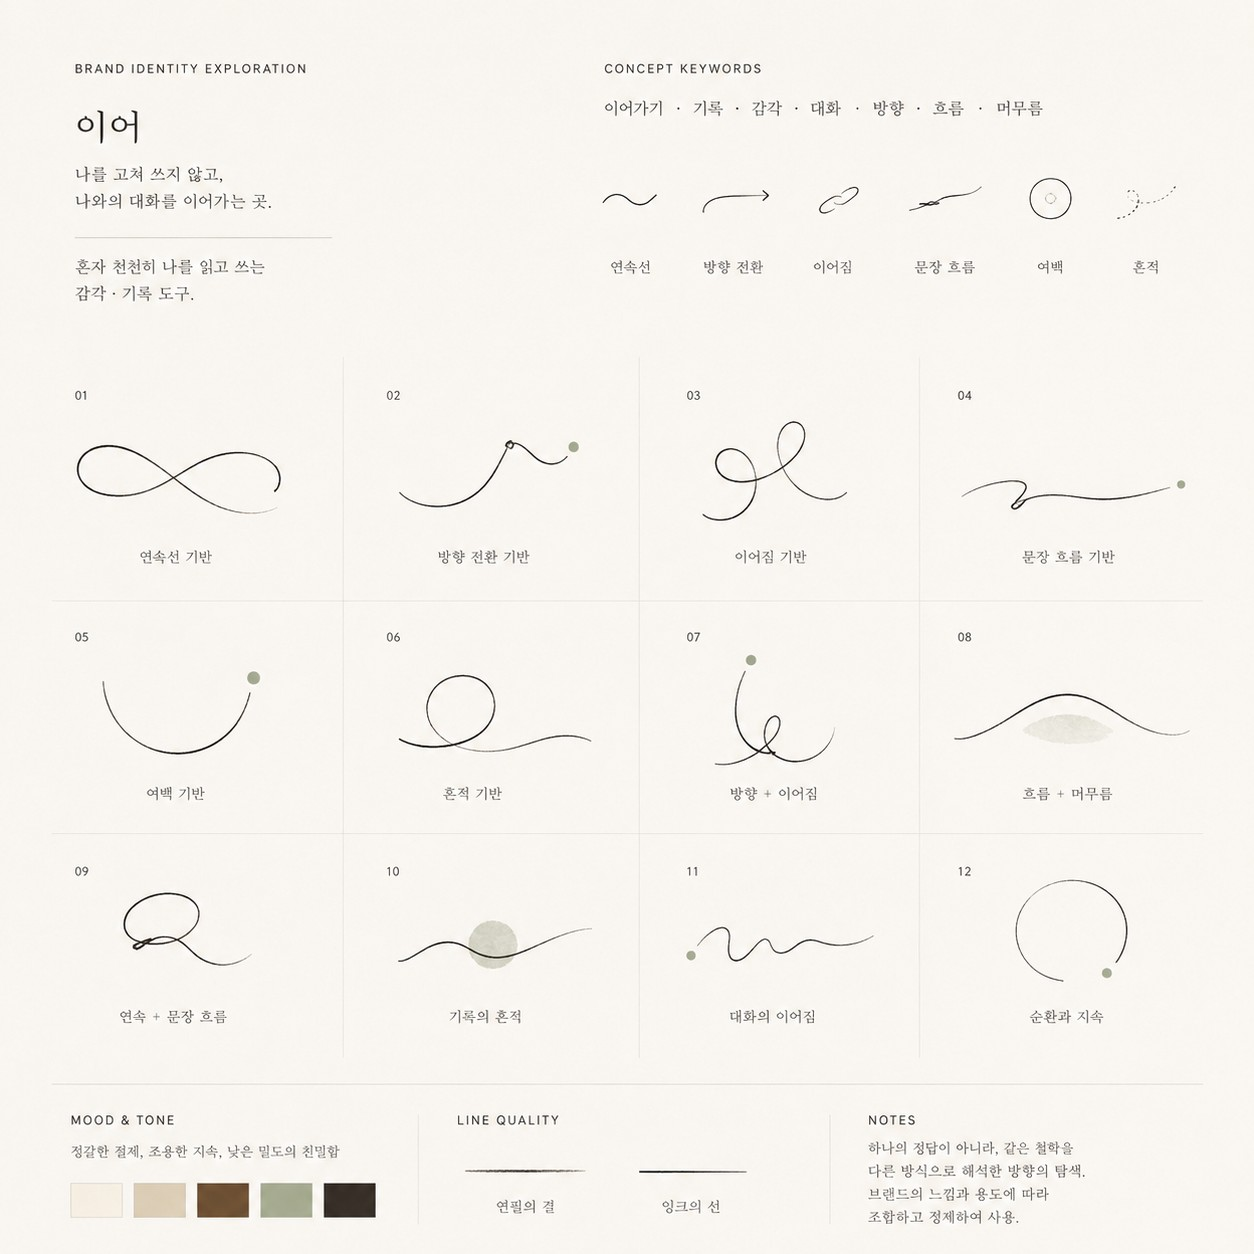 BRAND IDENTITY EXPLORATION
이어
나를 고쳐 쓰지 않고,
나와의 대화를 이어가는 곳.
혼자 천천히 나를 읽고 쓰는
감각 · 기록 도구.
CONCEPT KEYWORDS
이어가기 · 기록 · 감각 · 대화 · 방향 · 흐름 · 머무름
연속선
방향 전환
이어짐
문장 흐름
여백
흔적
01
연속선 기반
02
방향 전환 기반
03
이어짐 기반
04
문장 흐름 기반
05
여백 기반
06
흔적 기반
07
방향 + 이어짐
08
흐름 + 머무름
09
연속 + 문장 흐름
10
기록의 흔적
11
대화의 이어짐
12
순환과 지속
MOOD & TONE
정갈한 절제, 조용한 지속, 낮은 밀도의 친밀함
LINE QUALITY
연필의 결
잉크의 선
NOTES
하나의 정답이 아니라, 같은 철학을
다른 방식으로 해석한 방향의 탐색.
브랜드의 느낌과 용도에 따라
조합하고 정제하여 사용.